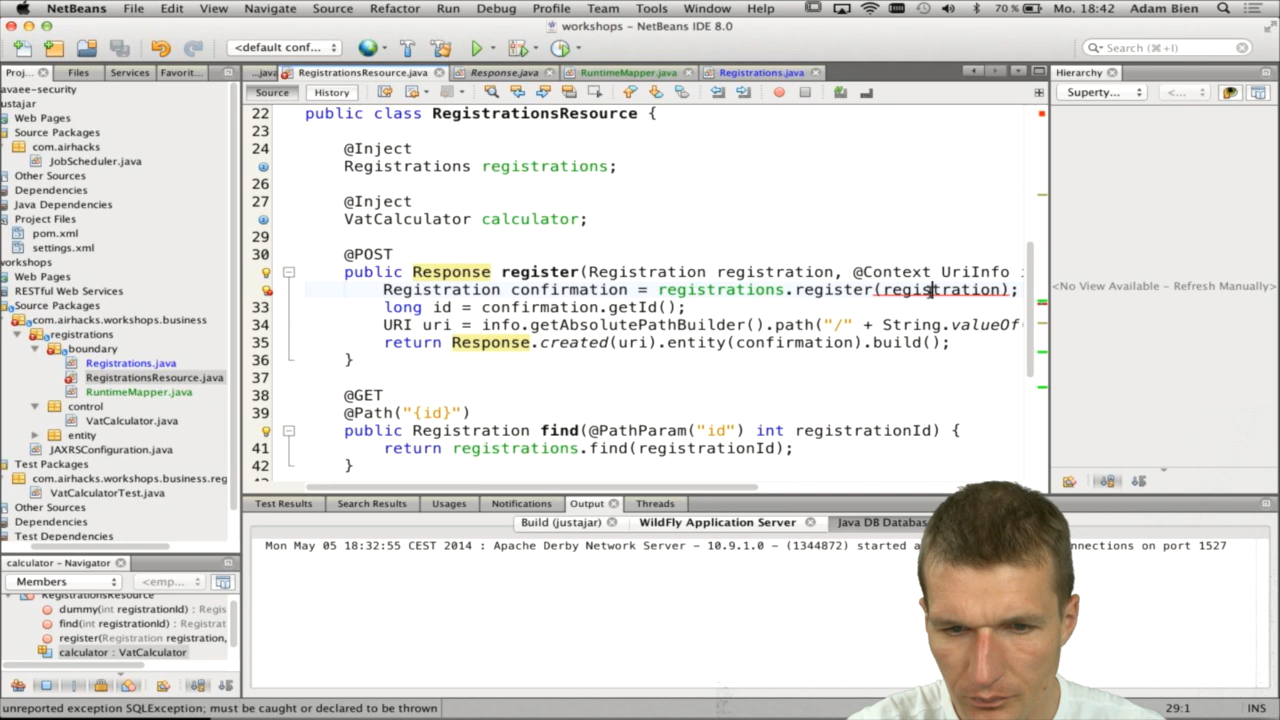 NetBeans File Edit View Navigate Source Refactor Run Debug Profile Team Tools Window Help 70 % Mo. 18:42 Adam Bien
workshops – NetBeans IDE 8.0
<default conf... Search (⌘+I)
Proj... Files Services Favorit...
...java RegistrationsResource.java Response.java RuntimeMapper.java Registrations.java
Hierarchy
Source History
Superty... <...
<No View Available – Refresh Manually>
avaee-security
ustajar
Web Pages
Source Packages
com.airhacks
JobScheduler.java
Other Sources
Dependencies
Java Dependencies
Project Files
pom.xml
settings.xml
workshops
Web Pages
RESTful Web Services
Source Packages
com.airhacks.workshops.business
registrations
boundary
Registrations.java
RegistrationsResource.java
RuntimeMapper.java
control
VatCalculator.java
entity
JAXRSConfiguration.java
Test Packages
com.airhacks.workshops.business.reg
VatCalculatorTest.java
Other Sources
Dependencies
Test Dependencies
22 public class RegistrationsResource {
23
24 @Inject
Registrations registrations;
26
27 @Inject
VatCalculator calculator;
29
30 @POST
public Response register(Registration registration, @Context UriInfo i
Registration confirmation = registrations.register(registration);
33 long id = confirmation.getId();
34 URI uri = info.getAbsolutePathBuilder().path("/" + String.valueOf(
35 return Response.created(uri).entity(confirmation).build();
36 }
37
38 @GET
39 @Path("{id}")
public Registration find(@PathParam("id") int registrationId) {
41 return registrations.find(registrationId);
42 }
Test Results Search Results Usages Notifications Output Threads
Build (justajar) WildFly Application Server Java DB Databas
Mon May 05 18:32:55 CEST 2014 : Apache Derby Network Server – 10.9.1.0 – (1344872) started a
onnections on port 1527
calculator – Navigator
Members <emp...
RegistrationsResource
dummy(int registrationId) : Regis
find(int registrationId) : Registrat
register(Registration registration,
calculator : VatCalculator
unreported exception SQLException; must be caught or declared to be thrown 29:1 INS